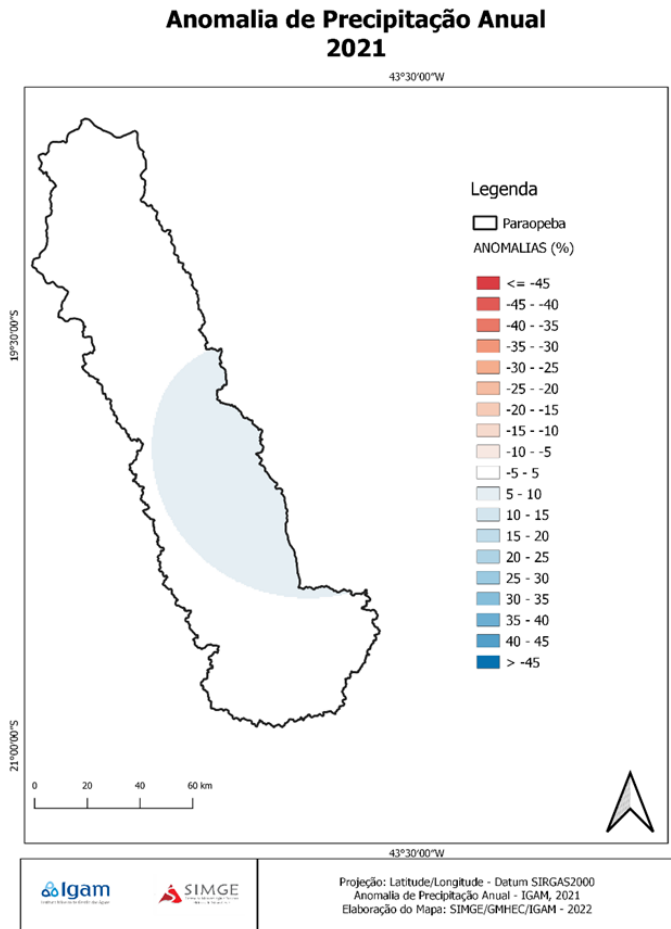 Anomalia de Precipitação Anual
2021
43°30'00"W
19°30'00"S
21°00'00"S
Legenda
Paraopeba
ANOMALIAS (%)
<= -45
-45 - -40
-40 - -35
-35 - -30
-30 - -25
-25 - -20
-20 - -15
-15 - -10
-10 - -5
-5 - 5
5 - 10
10 - 15
15 - 20
20 - 25
25 - 30
30 - 35
35 - 40
40 - 45
> -45
0 20 40 60 km
43°30'00"W
Igam
SIMGE
Projeção: Latitude/Longitude - Datum SIRGAS2000
Anomalia de Precipitação Anual - IGAM, 2021
Elaboração do Mapa: SIMGE/GMHEC/IGAM - 2022